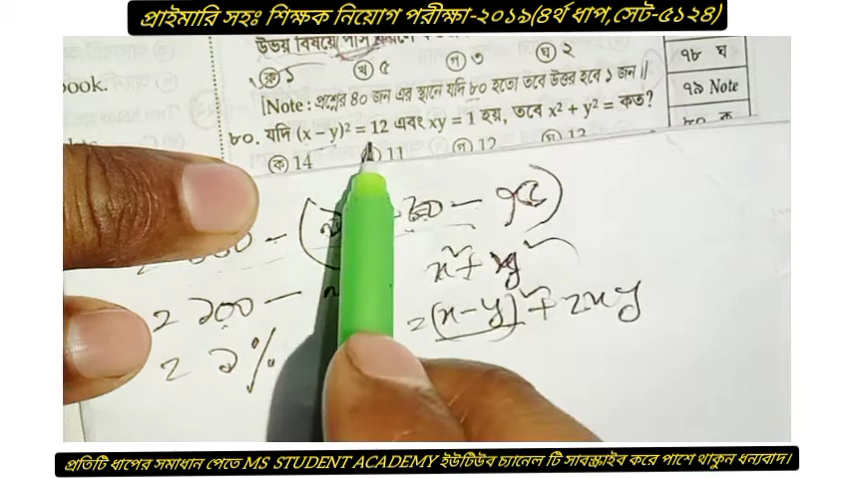 প্রাইমারি সহঃ শিক্ষক নিয়োগ পরীক্ষা-২০১৯(৪র্থ ধাপ,সেট-৫১২৪)
উভয় বিষয়ে পাস
ook.
ক ১ খ ৫ গ ৩ ঘ ২
[Note: প্রশ্নের ৪০ জন এর স্থানে যদি ৮০ হতো তবে উত্তর হবে ১ জন।]
৮০. যদি (x – y)² = 12 এবং xy = 1 হয়, তবে x² + y² = কত?
ক 14 11 গ 12 ঘ 13
৭৮ ঘ
৭৯ Note
৮০ ক
x² + y²
= (x – y)² + 2xy
= ১%
প্রতিটি ধাপের সমাধান পেতে MS STUDENT ACADEMY ইউটিউব চ্যানেল টি সাবস্ক্রাইব করে পাশে থাকুন ধন্যবাদ।